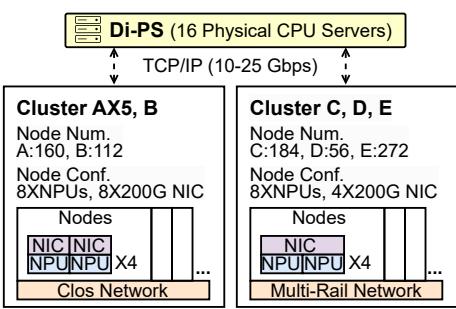 Di-PS (16 Physical CPU Servers)
TCP/IP (10-25 Gbps)
Cluster AX5, B
Node Num.
A:160, B:112
Node Conf.
8XNPUs, 8X200G NIC
Nodes
NIC NIC
NPU NPU X4
...
Clos Network
Cluster C, D, E
Node Num.
C:184, D:56, E:272
Node Conf.
8XNPUs, 4X200G NIC
Nodes
NIC
NPU NPU X4
...
Multi-Rail Network